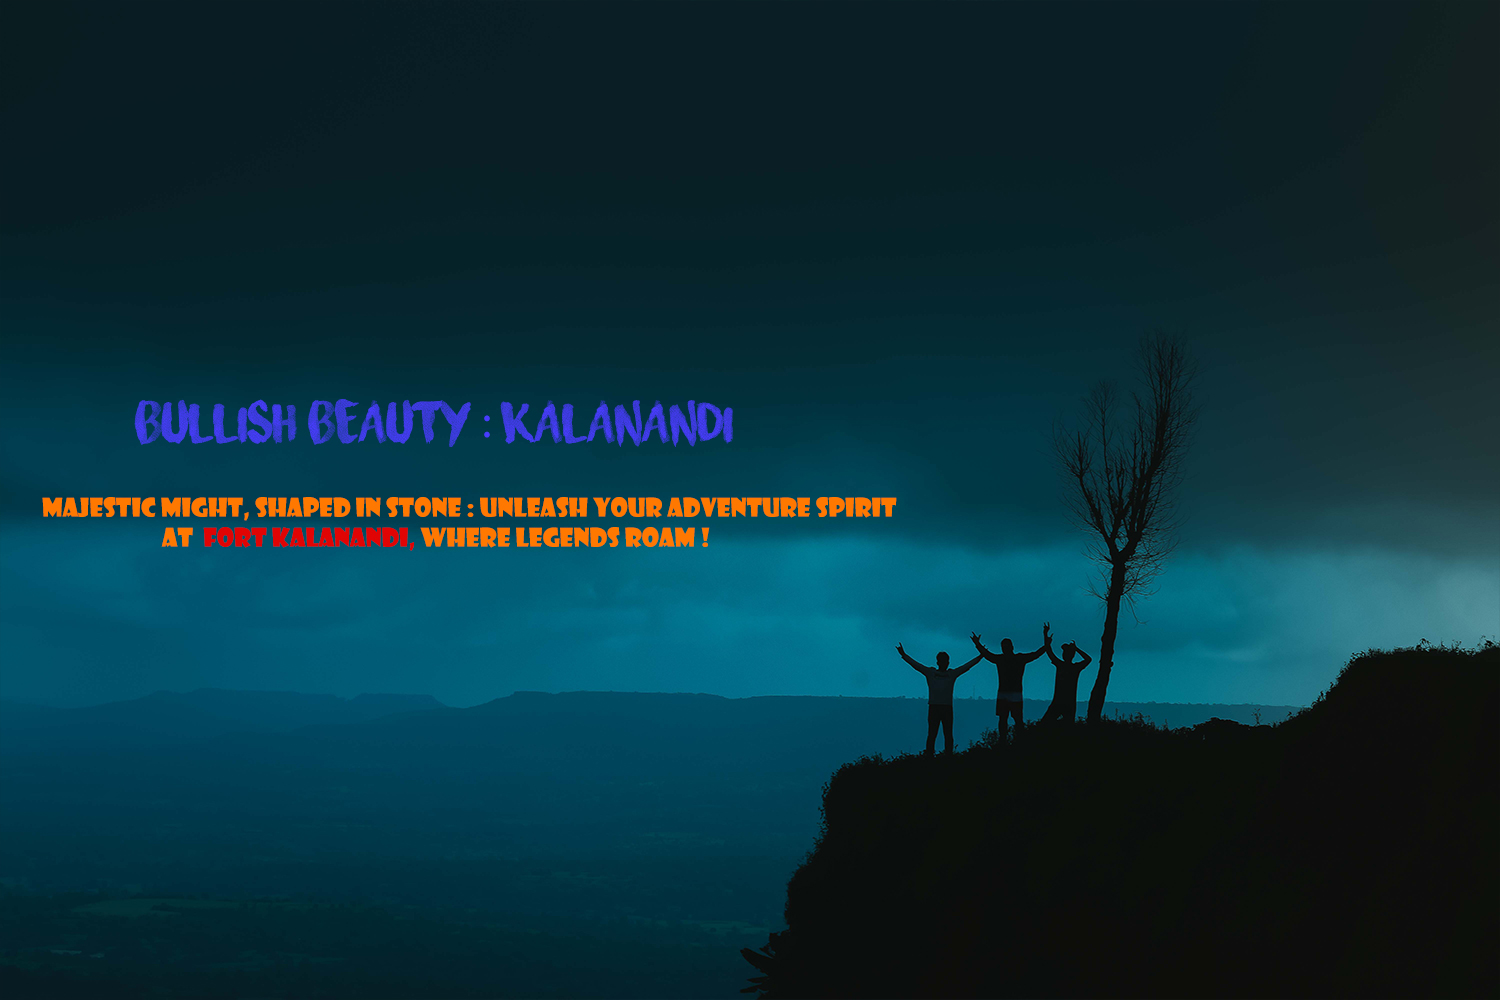 BULLISH BEAUTY : KALANANDI
MAJESTIC MIGHT, SHAPED IN STONE : UNLEASH YOUR ADVENTURE SPIRIT
AT FORT KALANANDI, WHERE LEGENDS ROAM !